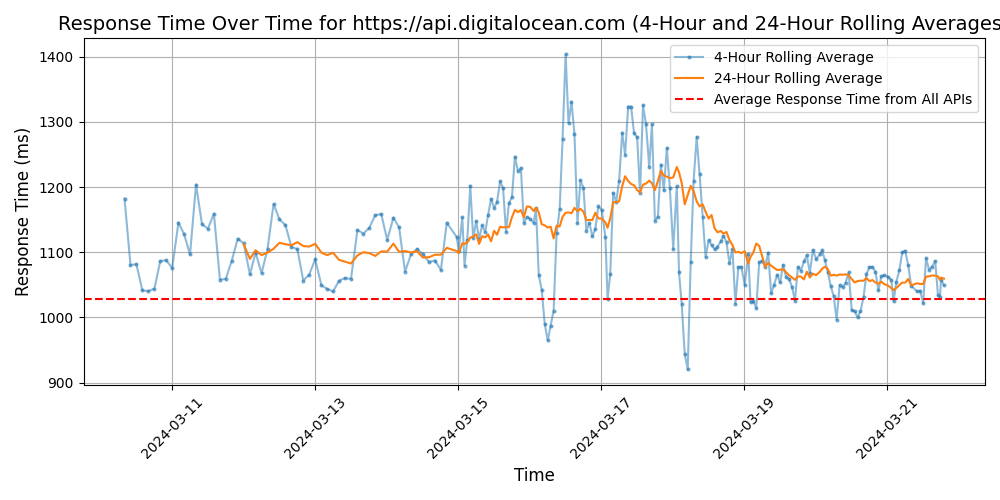 Response Time Over Time for https://api.digitalocean.com (4-Hour and 24-Hour Rolling Averages
4-Hour Rolling Average
24-Hour Rolling Average
Average Response Time from All APIs
Response Time (ms)
1400
1300
1200
1100
1000
900
2024-03-11
2024-03-13
2024-03-15
2024-03-17
2024-03-19
2024-03-21
Time